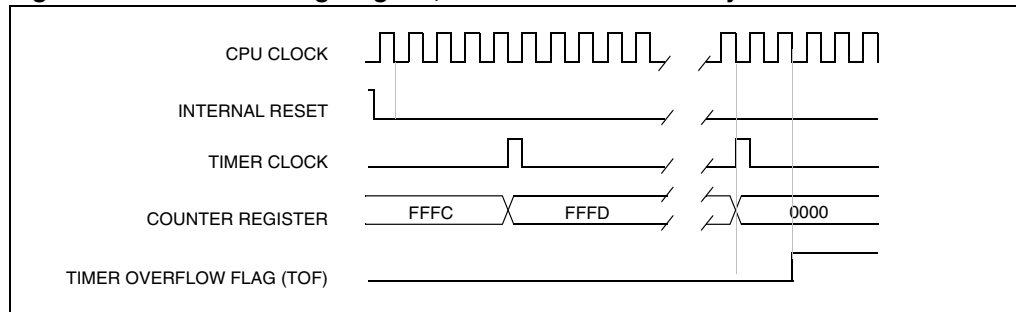 CPU CLOCK
INTERNAL RESET
TIMER CLOCK
COUNTER REGISTER FFFC FFFD 0000
TIMER OVERFLOW FLAG (TOF)